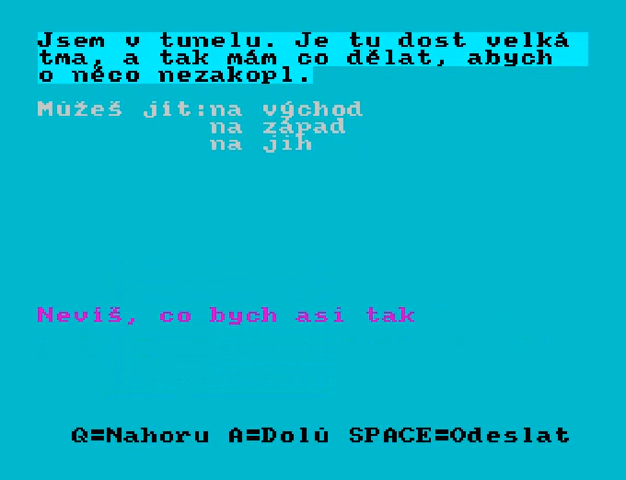 Jsem v tunelu. Je tu dost velká
tma, a tak mám co dělat, abych
o něco nezakopl.
Můžeš jít:na východ
na západ
na jih
Nevíš, co bych asi tak
Q=Nahoru A=Dolů SPACE=Odeslat